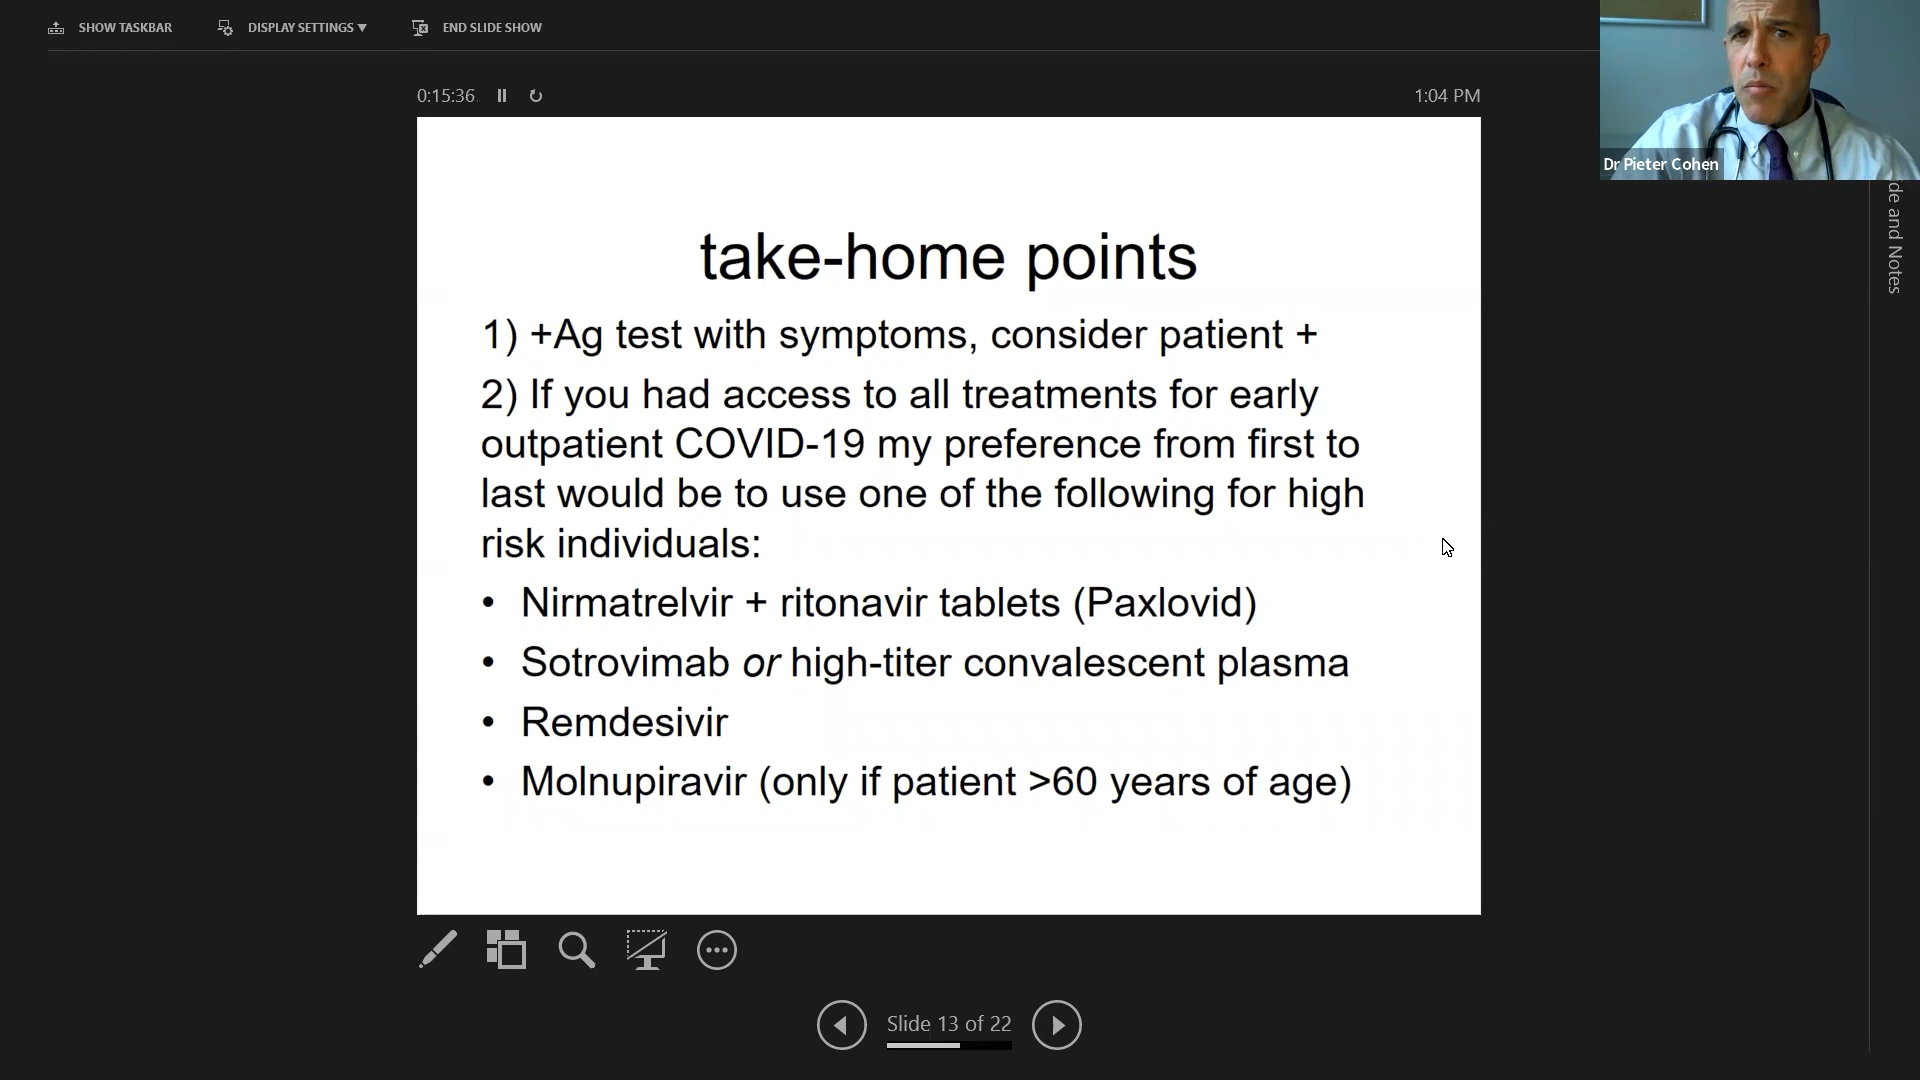 SHOW TASKBAR
DISPLAY SETTINGS ▾
END SLIDE SHOW
0:15:36
1:04 PM
Dr Pieter Cohen
and Notes
take-home points
1) +Ag test with symptoms, consider patient +
2) If you had access to all treatments for early
outpatient COVID-19 my preference from first to
last would be to use one of the following for high
risk individuals:
• Nirmatrelvir + ritonavir tablets (Paxlovid)
• Sotrovimab or high-titer convalescent plasma
• Remdesivir
• Molnupiravir (only if patient >60 years of age)
Slide 13 of 22